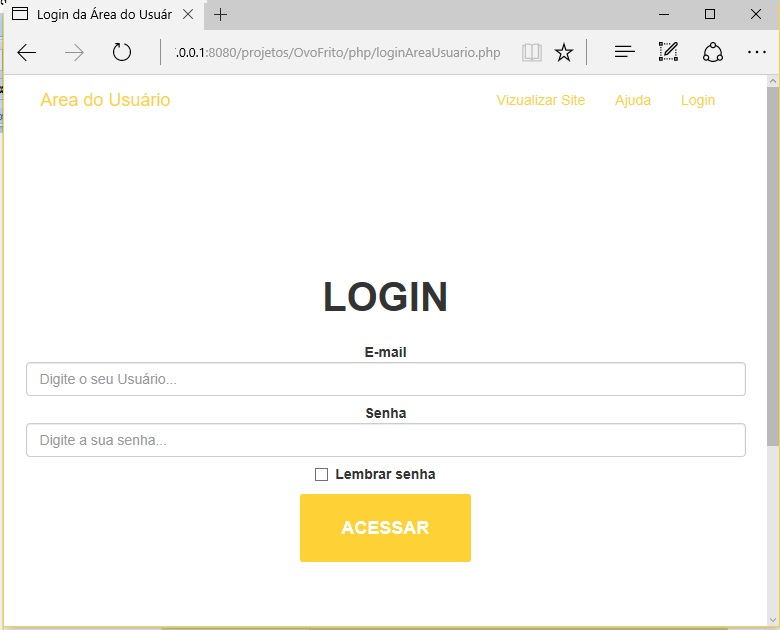 Login da Área do Usuár
.0.0.1:8080/projetos/OvoFrito/php/loginAreaUsuario.php
Area do Usuário
Vizualizar Site Ajuda Login
LOGIN
E-mail
Digite o seu Usuário...
Senha
Digite a sua senha...
Lembrar senha
ACESSAR